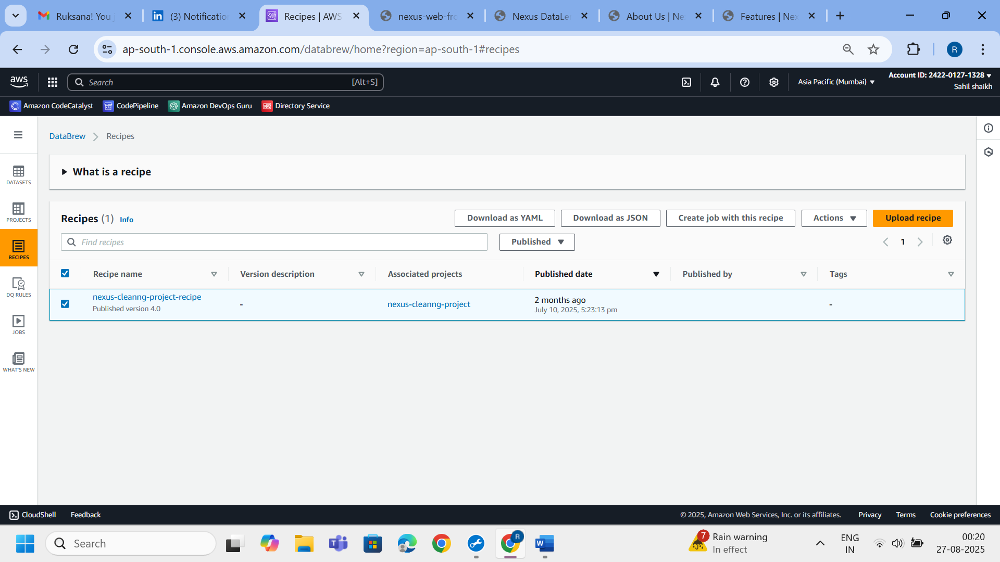 Ruksana! You j
(3) Notification
Recipes | AWS
nexus-web-fro
Nexus DataLe
About Us | Ne
Features | Nex
ap-south-1.console.aws.amazon.com/databrew/home?region=ap-south-1#recipes
R
aws
Search
[Alt+S]
Asia Pacific (Mumbai)
Account ID: 2422-0127-1328
Sahil shaikh
Amazon CodeCatalyst
CodePipeline
Amazon DevOps Guru
Directory Service
DataBrew
Recipes
What is a recipe
DATASETS
PROJECTS
RECIPES
DQ RULES
JOBS
WHAT'S NEW
Recipes (1) Info
Download as YAML
Download as JSON
Create job with this recipe
Actions
Upload recipe
Find recipes
Published
1
Recipe name
Version description
Associated projects
Published date
Published by
Tags
nexus-cleanng-project-recipe
Published version 4.0
-
nexus-cleanng-project
2 months ago
July 10, 2025, 5:23:13 pm
-
CloudShell
Feedback
© 2025, Amazon Web Services, Inc. or its affiliates.
Privacy
Terms
Cookie preferences
Search
7
Rain warning
In effect
ENG
IN
00:20
27-08-2025